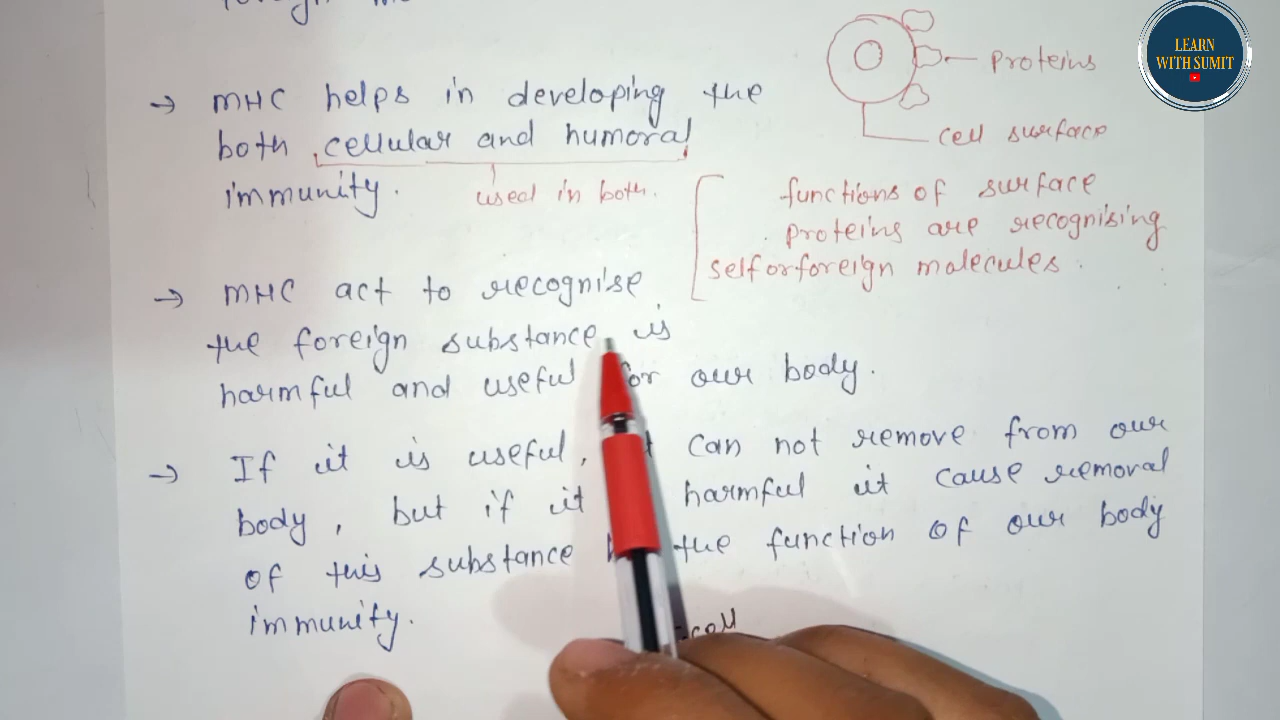 → MHC helps in developing the
both cellular and humoral
immunity.
used in both.
→ MHC act to recognise
the foreign substance is
harmful and useful for our body.
→ If it is useful, can not remove from our
body, but if it harmful it cause removal
of this substance the function of our body
immunity.
proteins
cell surface
functions of surface
proteins are recognising
self or foreign molecules.
LEARN
WITH SUMIT